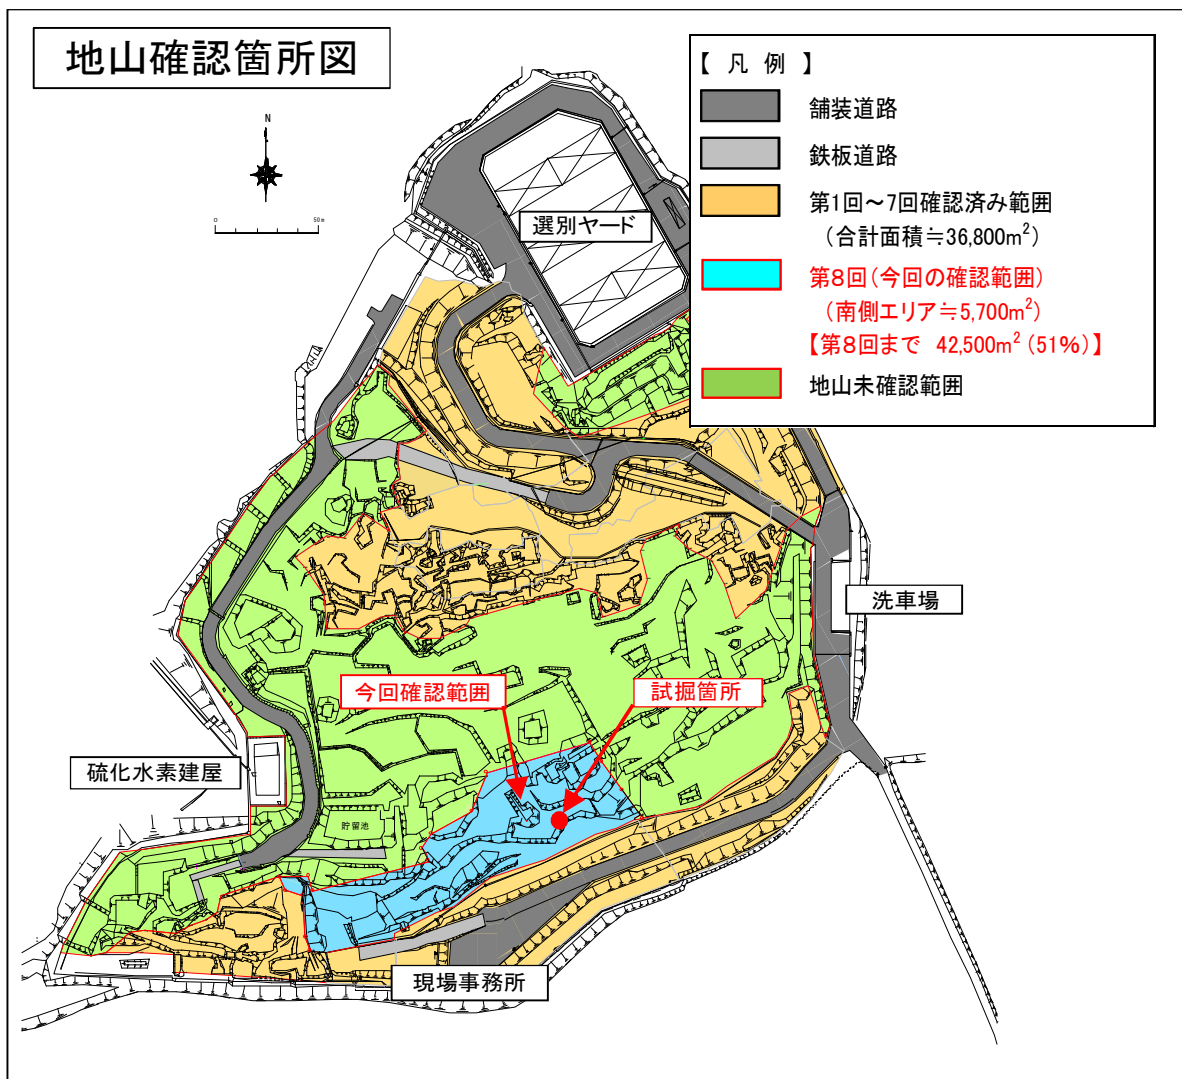 地山確認箇所図
【 凡 例 】
舗装道路
鉄板道路
第1回～7回確認済み範囲
（合計面積≒36,800m²）
第８回（今回の確認範囲）
（南側エリア≒5,700m²）
【第８回まで 42,500m²（51%）】
地山未確認範囲
N
0 50m
選別ヤード
洗車場
今回確認範囲
試掘箇所
硫化水素建屋
貯留池
現場事務所